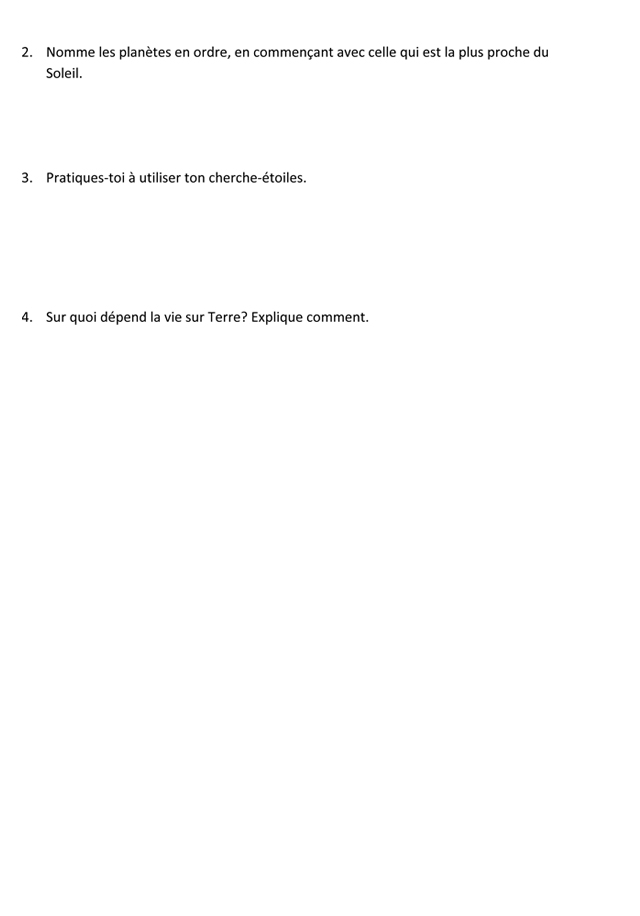 2. Nomme les planètes en ordre, en commençant avec celle qui est la plus proche du
Soleil.
3. Pratiques-toi à utiliser ton cherche-étoiles.
4. Sur quoi dépend la vie sur Terre? Explique comment.